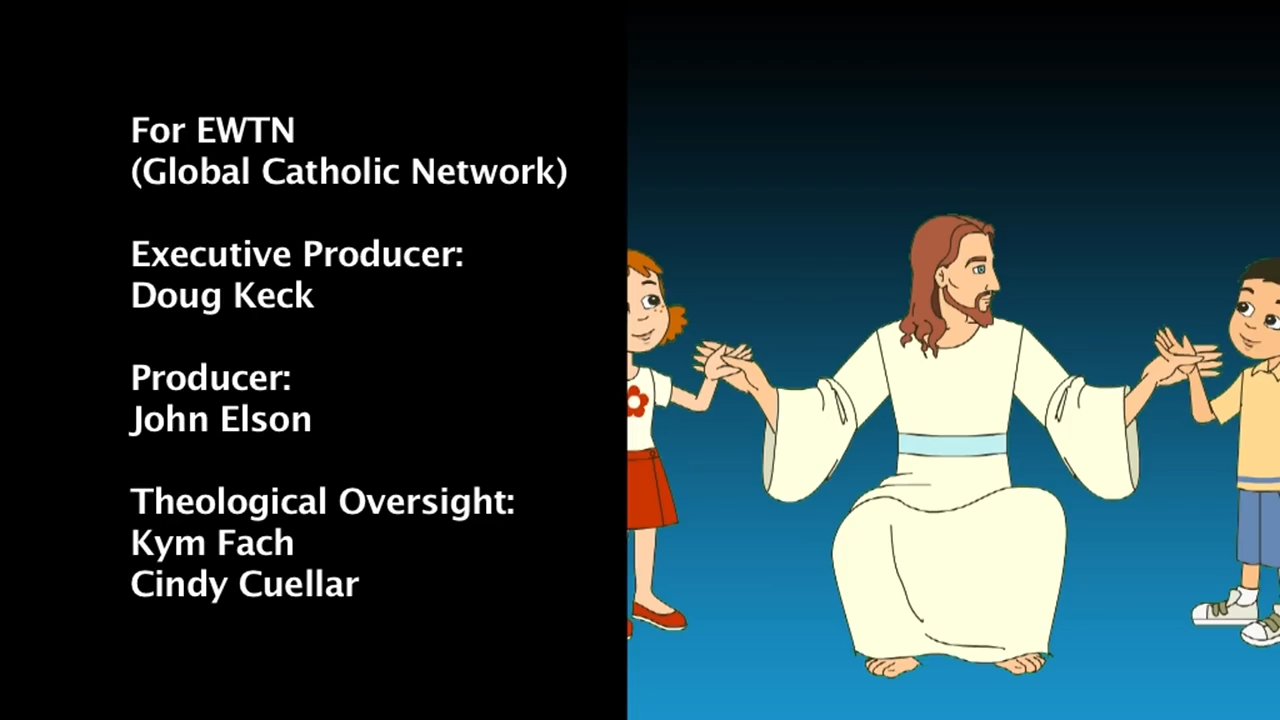 For EWTN
(Global Catholic Network)
Executive Producer:
Doug Keck
Producer:
John Elson
Theological Oversight:
Kym Fach
Cindy Cuellar